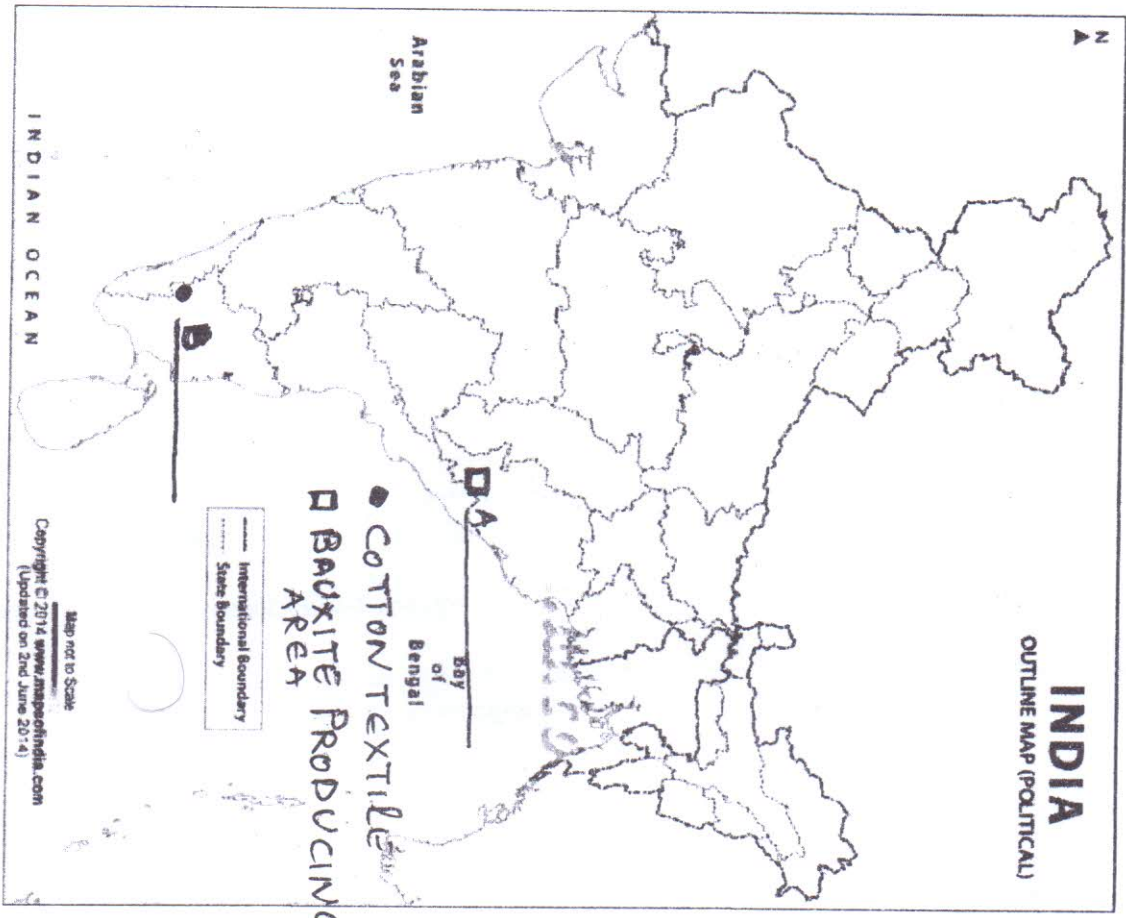 N
INDIA
OUTLINE MAP (POLITICAL)
Arabian
Sea
Bay
of
Bengal
A
B
● COTTON TEXTILE
□ BAUXITE PRODUCING
AREA
International Boundary
State Boundary
INDIAN OCEAN
Map not to Scale
Copyright © 2014 www.mapsofindia.com
(Updated on 2nd June 2014)